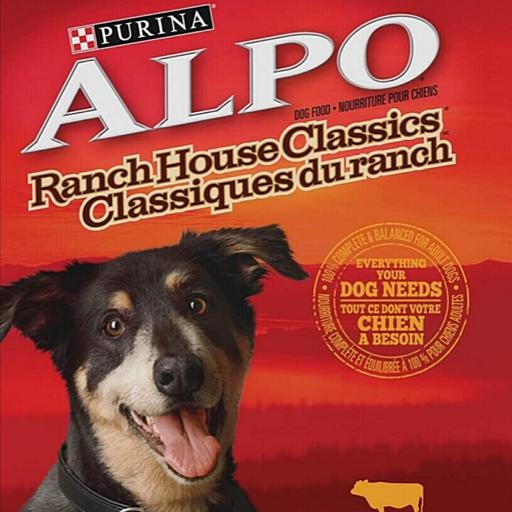 PURINA
ALPO
DOG FOOD • NOURRITURE POUR CHIENS
Ranch House Classics
Classiques du ranch
• 100% COMPLETE & BALANCED FOR ADULT DOGS •
EVERYTHING
YOUR
DOG NEEDS
TOUT CE DONT VOTRE
CHIEN
A BESOIN
NOURRITURE COMPLÈTE ET ÉQUILIBRÉE À 100 % POUR CHIENS ADULTES